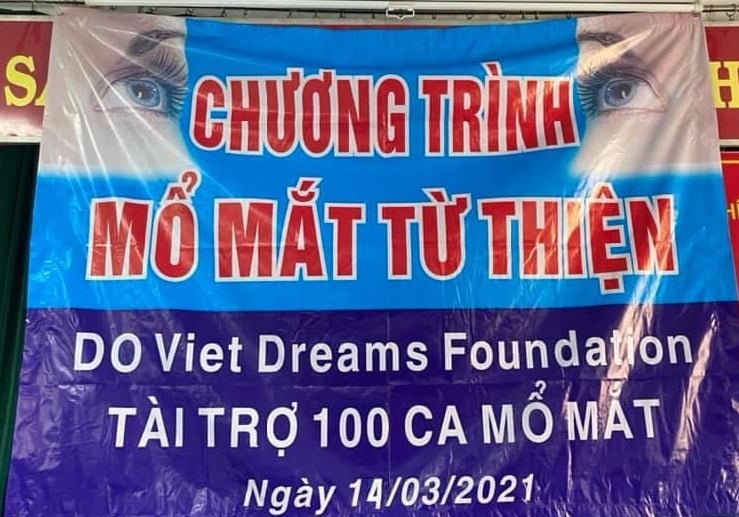 CHƯƠNG TRÌNH
MỔ MẮT TỪ THIỆN
DO Viet Dreams Foundation
TÀI TRỢ 100 CA MỔ MẮT
Ngày 14/03/2021